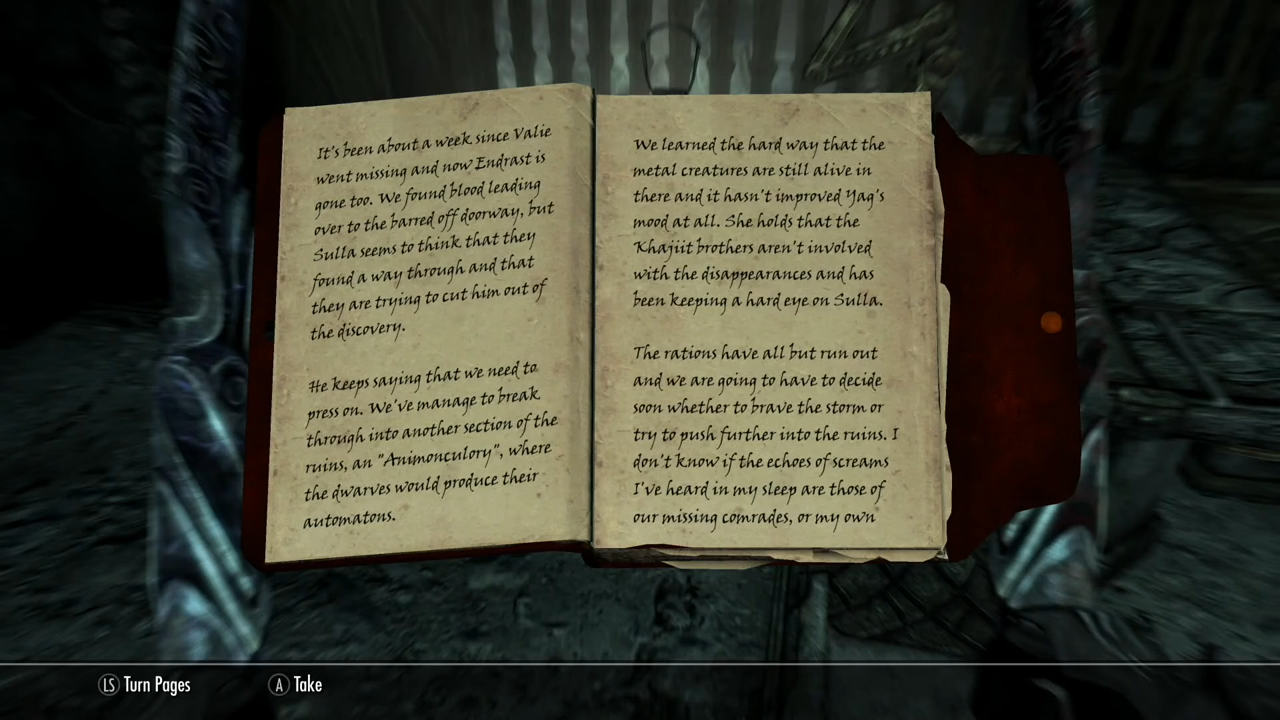 It's been about a week since Valie
went missing and now Endrast is
gone too. We found blood leading
over to the barred off doorway, but
Sulla seems to think that they
found a way through and that
they are trying to cut him out of
the discovery.
He keeps saying that we need to
press on. We've manage to break
through into another section of the
ruins, an "Animonculory", where
the dwarves would produce their
automatons.
We learned the hard way that the
metal creatures are still alive in
there and it hasn't improved Yag's
mood at all. She holds that the
Khajiit brothers aren't involved
with the disappearances and has
been keeping a hard eye on Sulla.
The rations have all but run out
and we are going to have to decide
soon whether to brave the storm or
try to push further into the ruins. I
don't know if the echoes of screams
I've heard in my sleep are those of
our missing comrades, or my own
LS Turn Pages
A Take